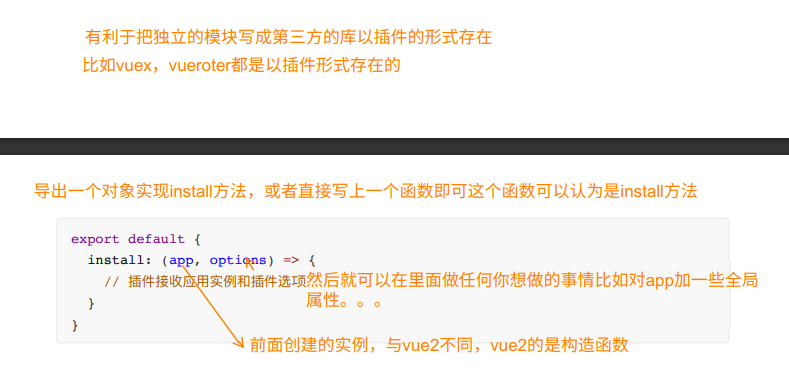 有利于把独立的模块写成第三方的库以插件的形式存在
比如vuex，vueroter都是以插件形式存在的
导出一个对象实现install方法，或者直接写上一个函数即可这个函数可以认为是install方法
export default {
install: (app, options) => {
// 插件接收应用实例和插件选项然后就可以在里面做任何你想做的事情比如对app加一些全局
属性。。。
}
}
前面创建的实例，与vue2不同，vue2的是构造函数